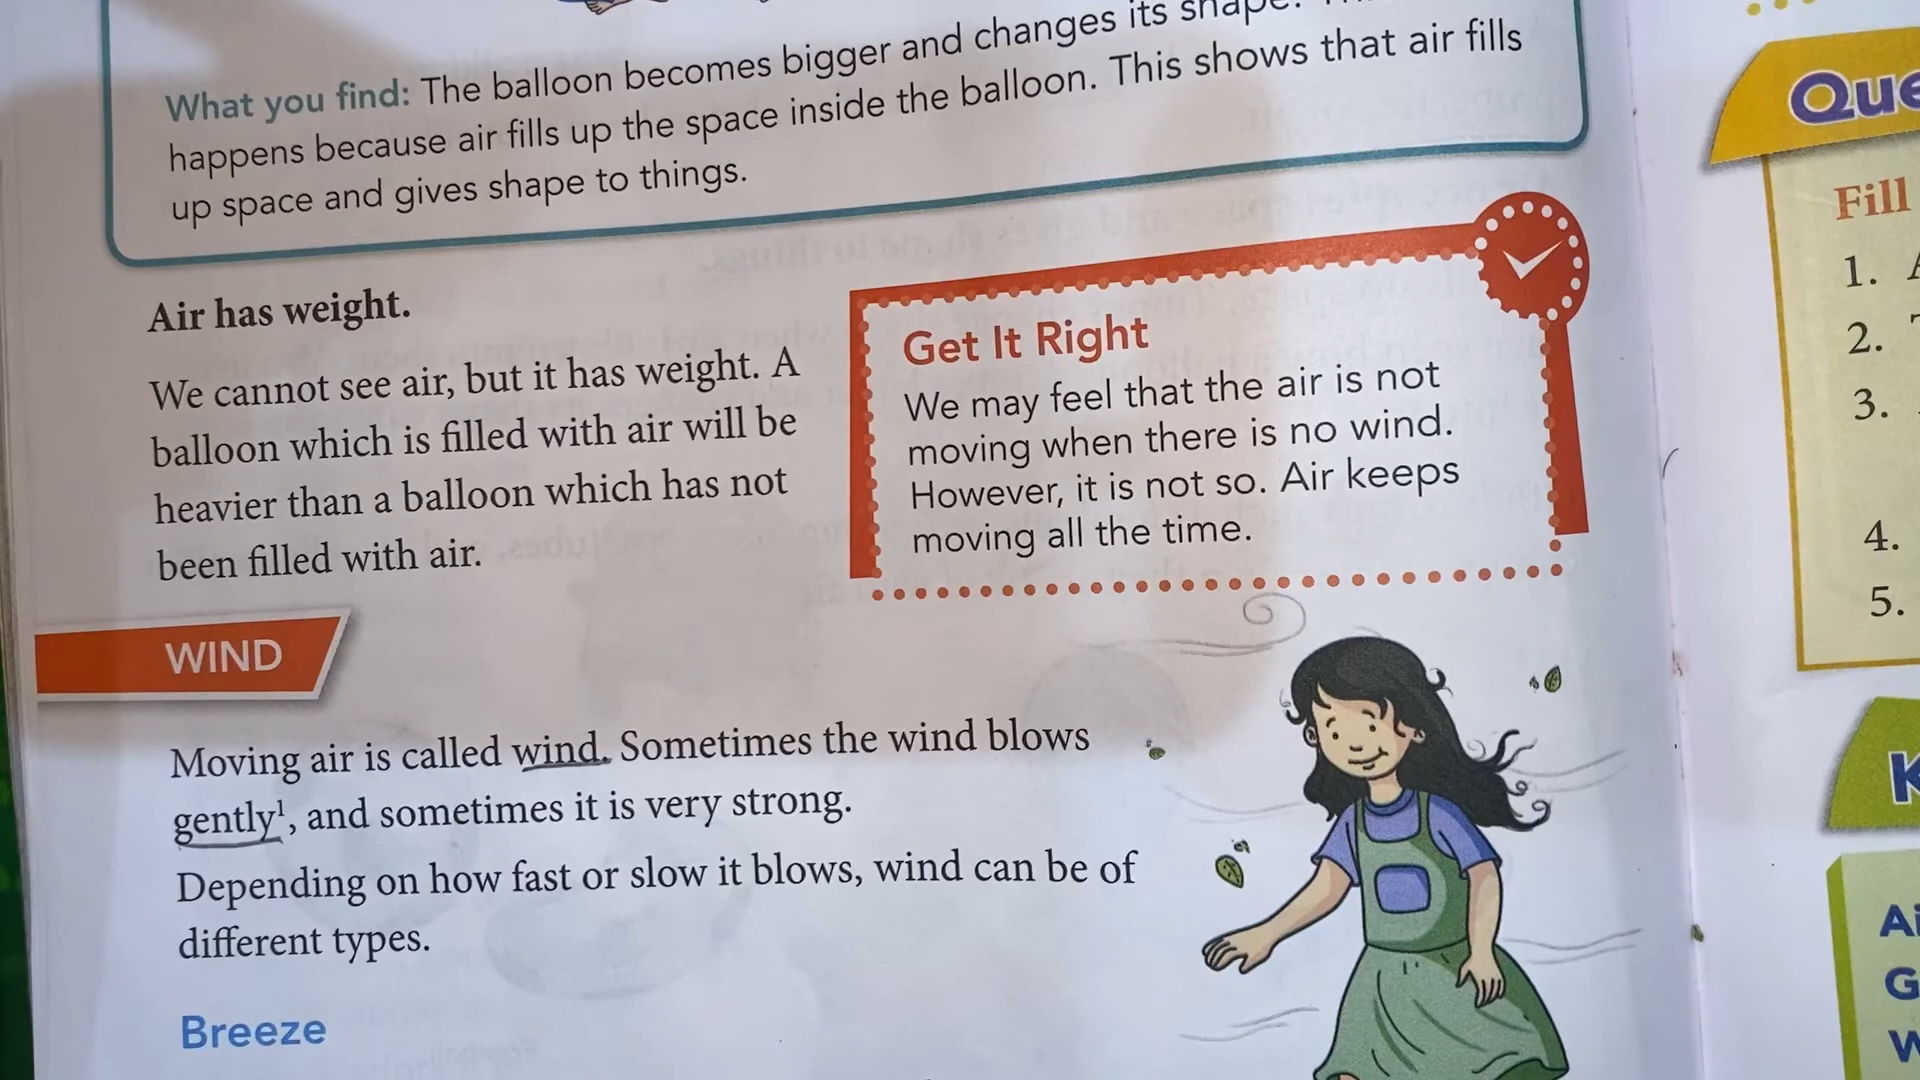 What you find: The balloon becomes bigger and changes its shape.
happens because air fills up the space inside the balloon. This shows that air fills
up space and gives shape to things.
Air has weight.
We cannot see air, but it has weight. A
balloon which is filled with air will be
heavier than a balloon which has not
been filled with air.
Get It Right
We may feel that the air is not
moving when there is no wind.
However, it is not so. Air keeps
moving all the time.
WIND
Moving air is called wind. Sometimes the wind blows
gently¹, and sometimes it is very strong.
Depending on how fast or slow it blows, wind can be of
different types.
Breeze
Fill
1.
2.
3.
4.
5.